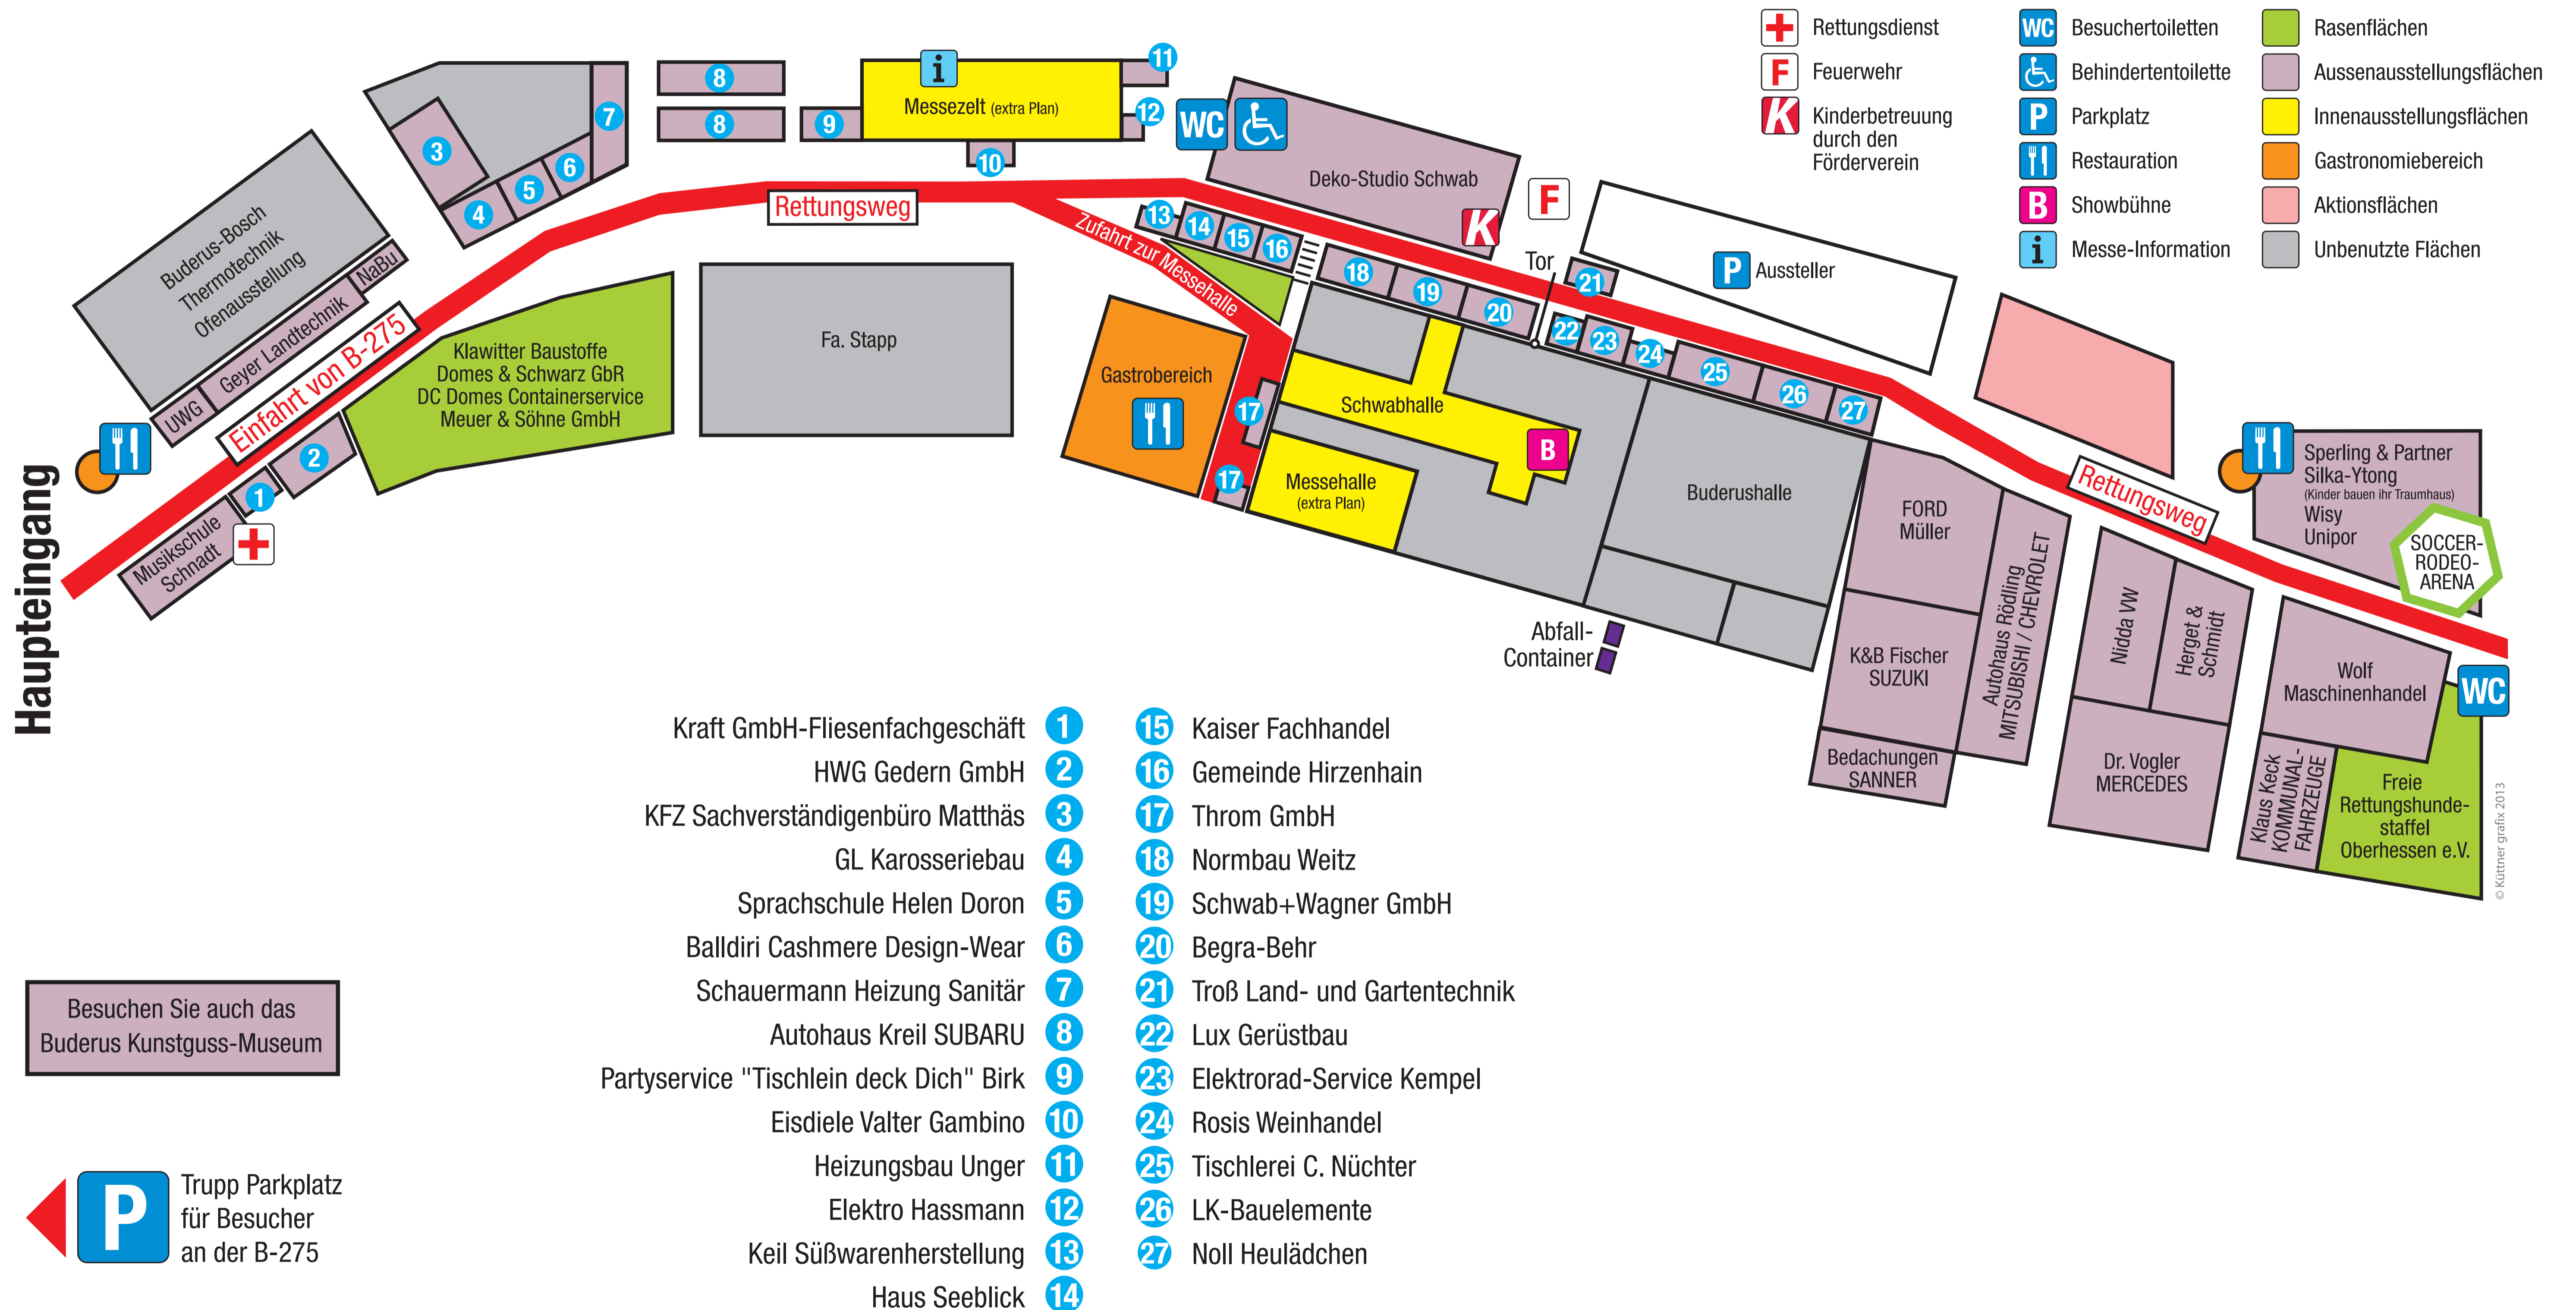 Rettungsdienst
Feuerwehr
K
Kinderbetreuung
durch den
Förderverein
F
WC
Besuchertoiletten
Behindertentoilette
P
Parkplatz
Restauration
B
Showbühne
i
Messe-Information
Rasenflächen
Aussenausstellungsflächen
Innenausstellungsflächen
Gastronomiebereich
Aktionsflächen
Unbenutzte Flächen
Haupteingang
Buderus-Bosch
Thermotechnik
Ofenausstellung
UWG
Geyer Landtechnik
NaBu
Einfahrt von B-275
Musikschule
Schnadt
1
2
3
4
5
6
7
8
8
9
i
Messezelt (extra Plan)
10
11
12
Rettungsweg
Klawitter Baustoffe
Domes & Schwarz GbR
DC Domes Containerservice
Meuer & Söhne GmbH
Fa. Stapp
WC
Deko-Studio Schwab
K
F
Zufahrt zur Messehalle
13
14
15
16
17
17
18
19
20
Tor
21
22
23
24
25
26
27
P
Aussteller
Gastrobereich
Schwabhalle
B
Messehalle
(extra Plan)
Buderushalle
Abfall-
Container
FORD
Müller
K&B Fischer
SUZUKI
Bedachungen
SANNER
Autohaus Rödling
MITSUBISHI / CHEVROLET
Rettungsweg
Nidda VW
Herget &
Schmidt
Dr. Vogler
MERCEDES
Sperling & Partner
Silka-Ytong
(Kinder bauen ihr Traumhaus)
Wisy
Unipor
SOCCER-
RODEO-
ARENA
Wolf
Maschinenhandel
WC
Klaus Keck
KOMMUNAL-
FAHRZEUGE
Freie
Rettungshunde-
staffel
Oberhessen e.V.
© Küttner grafix 2013
Kraft GmbH-Fliesenfachgeschäft 1
HWG Gedern GmbH 2
KFZ Sachverständigenbüro Matthäs 3
GL Karosseriebau 4
Sprachschule Helen Doron 5
Balldiri Cashmere Design-Wear 6
Schauermann Heizung Sanitär 7
Autohaus Kreil SUBARU 8
Partyservice "Tischlein deck Dich" Birk 9
Eisdiele Valter Gambino 10
Heizungsbau Unger 11
Elektro Hassmann 12
Keil Süßwarenherstellung 13
Haus Seeblick 14
15 Kaiser Fachhandel
16 Gemeinde Hirzenhain
17 Throm GmbH
18 Normbau Weitz
19 Schwab+Wagner GmbH
20 Begra-Behr
21 Troß Land- und Gartentechnik
22 Lux Gerüstbau
23 Elektrorad-Service Kempel
24 Rosis Weinhandel
25 Tischlerei C. Nüchter
26 LK-Bauelemente
27 Noll Heulädchen
Besuchen Sie auch das
Buderus Kunstguss-Museum
P
Trupp Parkplatz
für Besucher
an der B-275